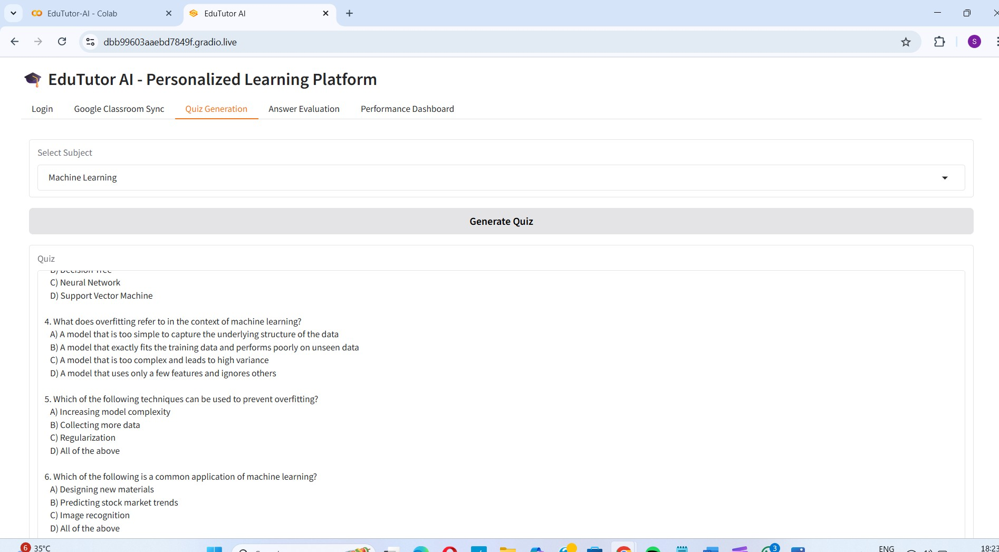 EduTutor-AI - Colab
EduTutor AI
dbb99603aaebd7849f.gradio.live
S
EduTutor AI - Personalized Learning Platform
Login Google Classroom Sync Quiz Generation Answer Evaluation Performance Dashboard
Select Subject
Machine Learning
Generate Quiz
Quiz
B) Decision Tree
C) Neural Network
D) Support Vector Machine
4. What does overfitting refer to in the context of machine learning?
A) A model that is too simple to capture the underlying structure of the data
B) A model that exactly fits the training data and performs poorly on unseen data
C) A model that is too complex and leads to high variance
D) A model that uses only a few features and ignores others
5. Which of the following techniques can be used to prevent overfitting?
A) Increasing model complexity
B) Collecting more data
C) Regularization
D) All of the above
6. Which of the following is a common application of machine learning?
A) Designing new materials
B) Predicting stock market trends
C) Image recognition
D) All of the above
6 35°C
3
ENG
18:23